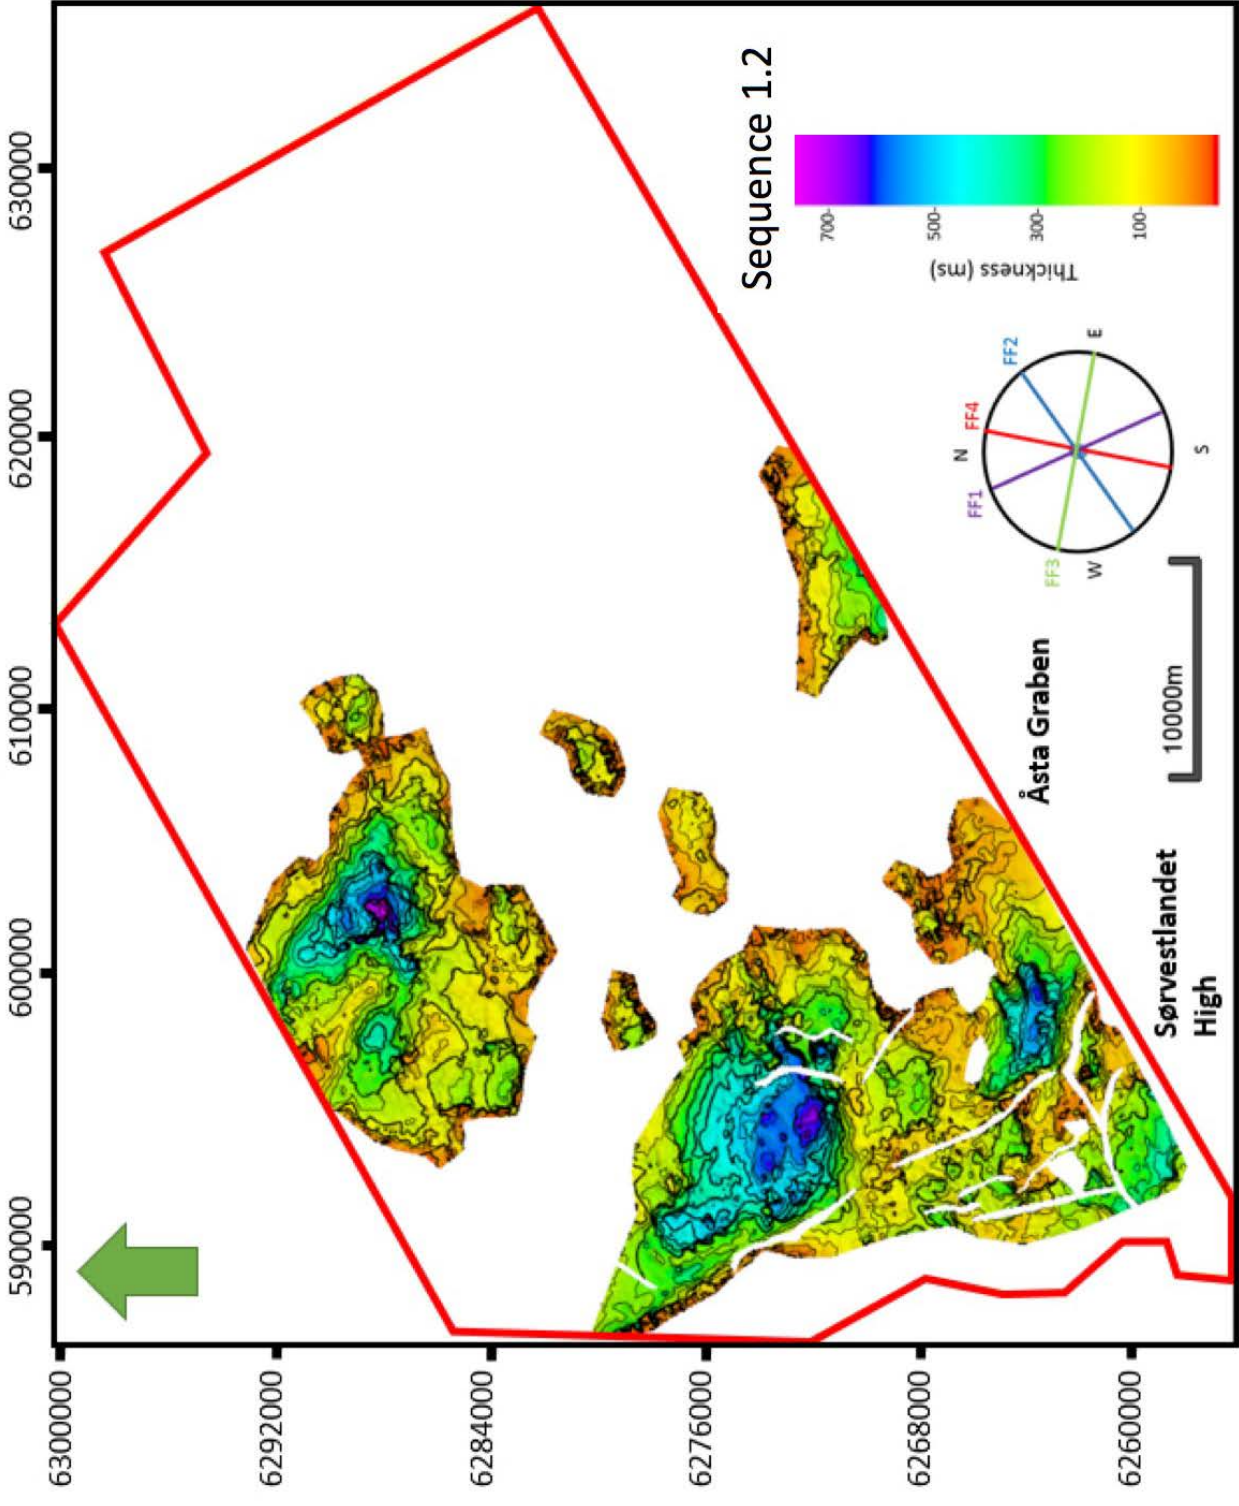 590000
600000
610000
620000
630000
6300000
6292000
6284000
6276000
6268000
6260000
Sequence 1.2
700-
500-
300-
100-
Thickness (ms)
N
FF1
FF4
FF2
FF3
W
E
S
Åsta Graben
Sørvestlandet
High
10000m